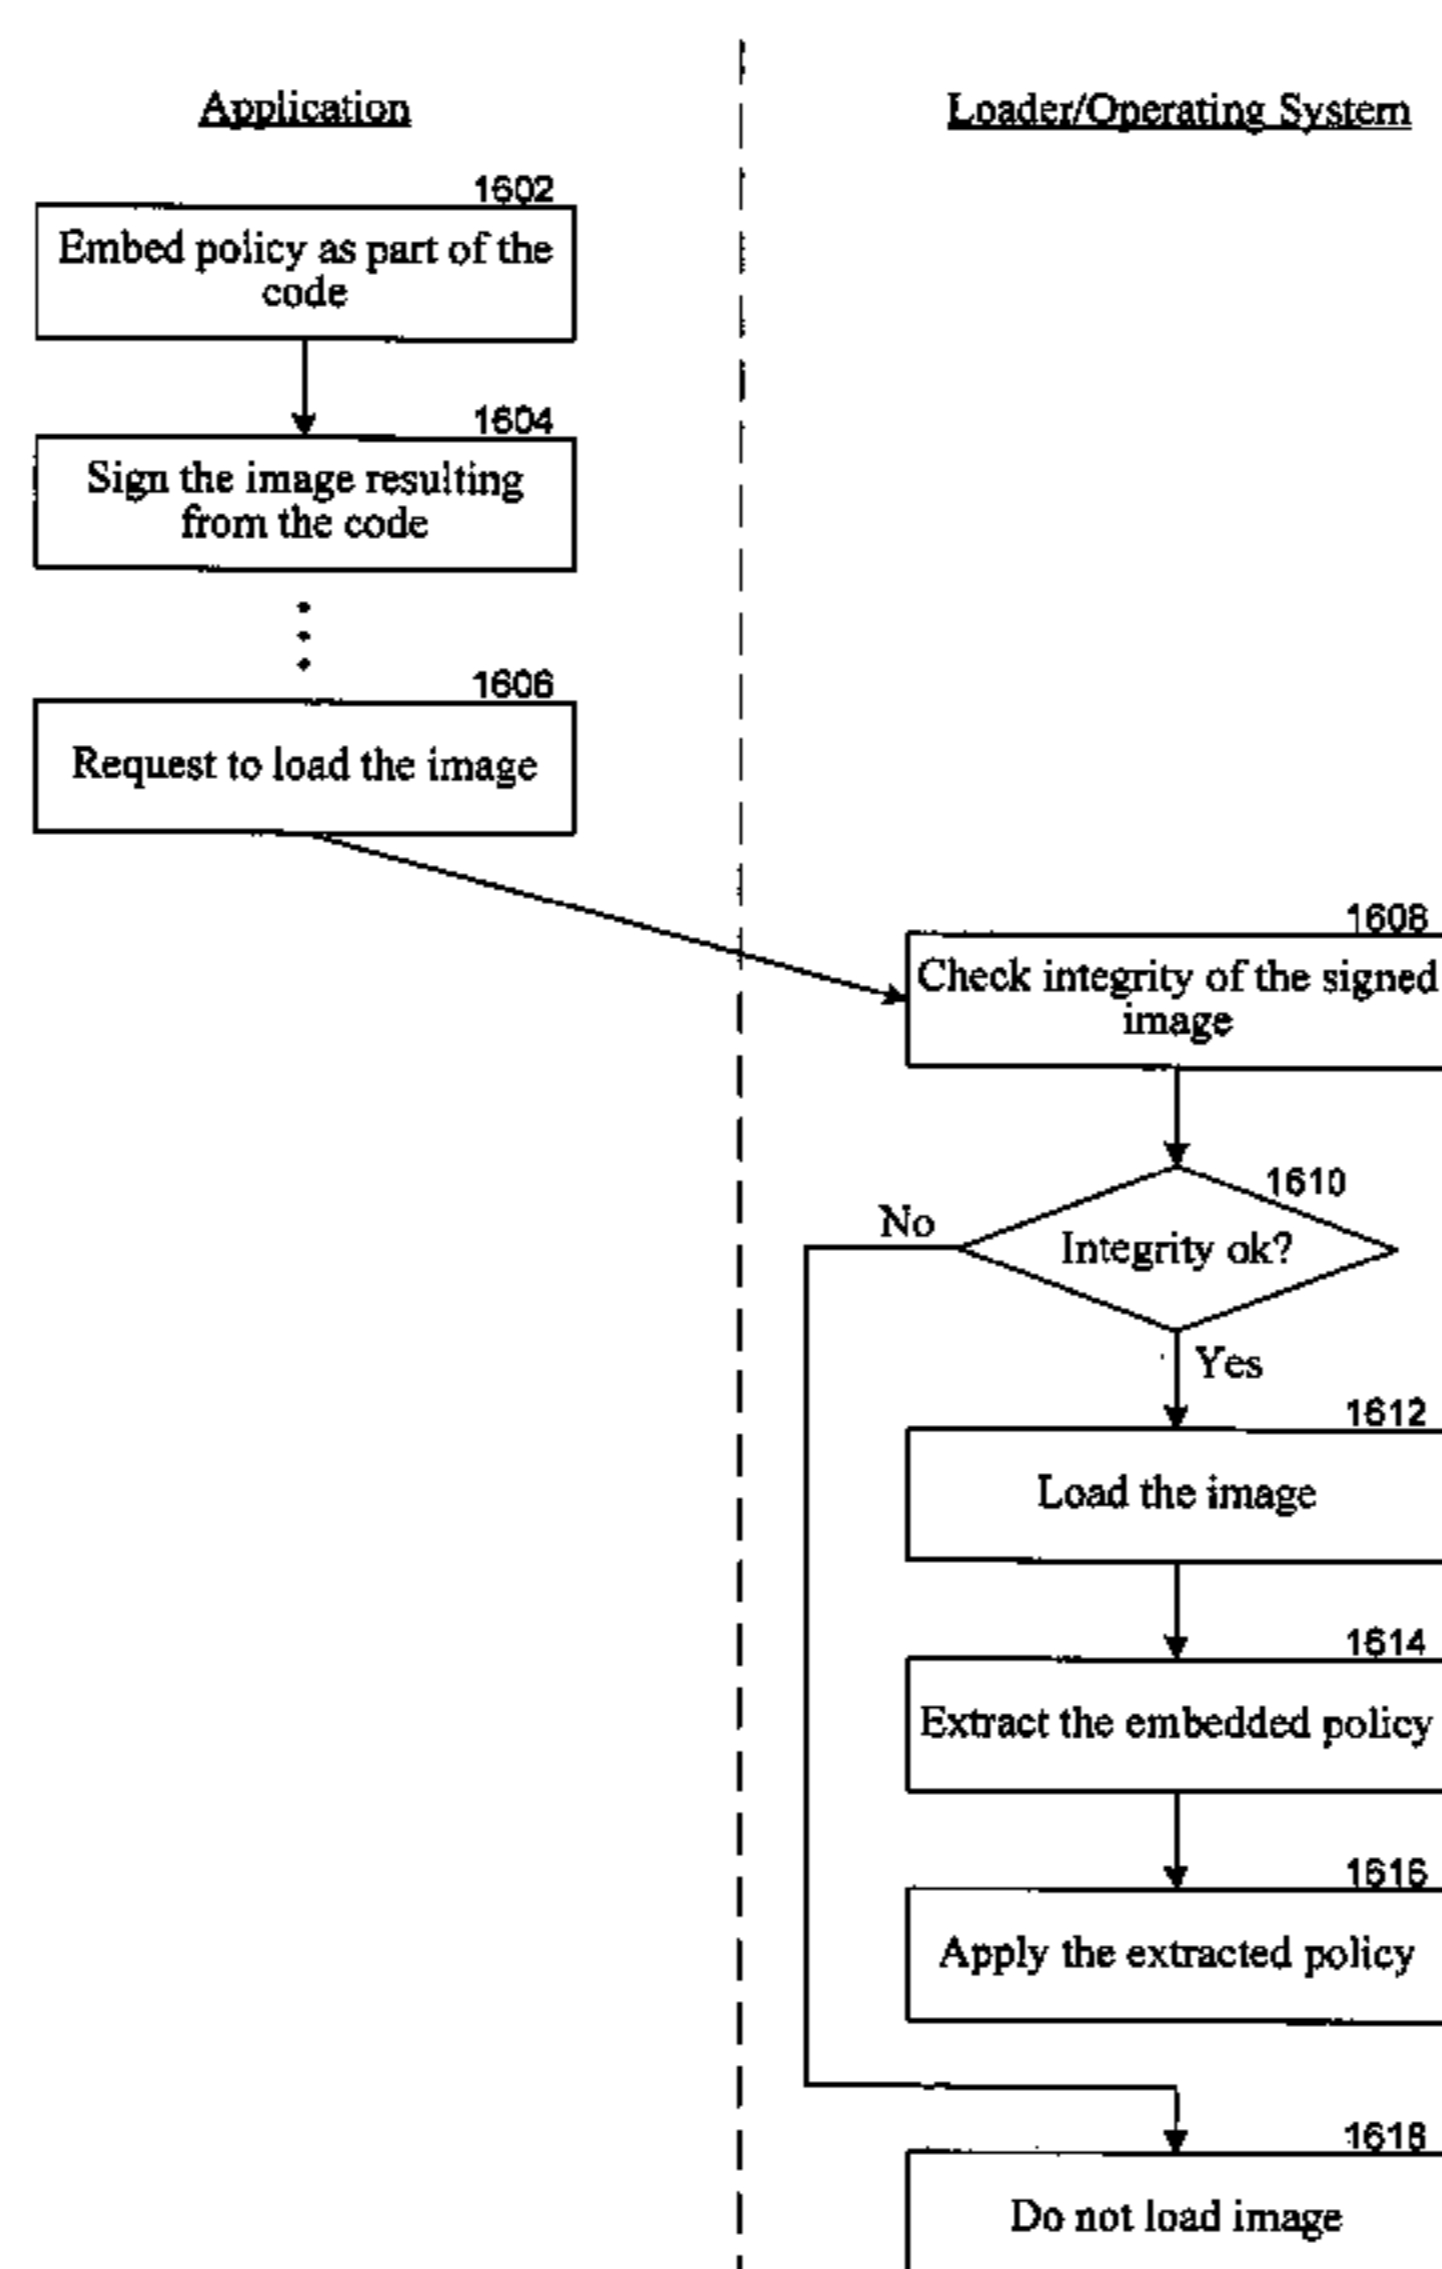 Application
Loader/Operating System
1602
Embed policy as part of the
code
1604
Sign the image resulting
from the code
1606
Request to load the image
1608
Check integrity of the signed
image
1610
Integrity ok?
No
Yes
1612
Load the image
1614
Extract the embedded policy
1616
Apply the extracted policy
1618
Do not load image